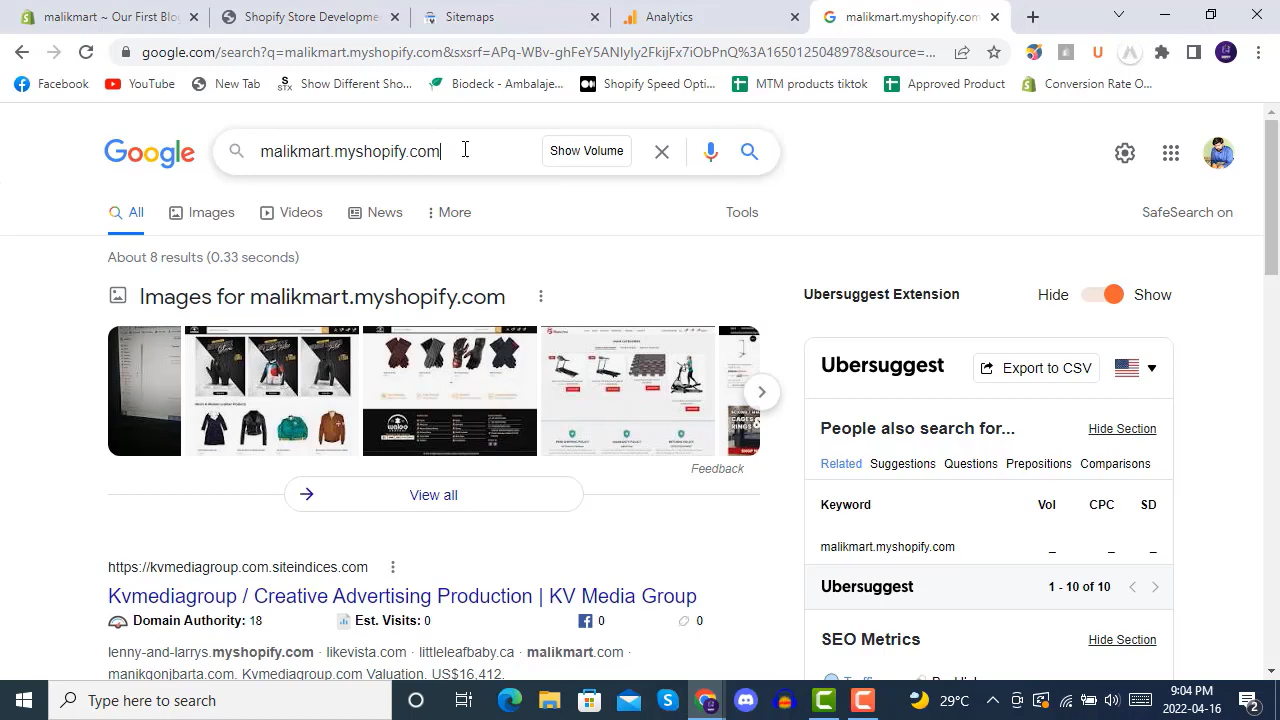 malikmart ~ OurFirst Blo
Shopify Store Developme
Sitemaps
Analytics
malikmart.myshopify.com
google.com/search?q=malikmart.myshopify.com&sxsrf=APq-WBv-ghFeY5ANIyIy2FkijFx7iObPnQ%3A1650125048978&source=...
Facebook
YouTube
New Tab
Show Different Sho...
Biodeck - Ambalaje...
Shopify Speed Opti...
MTM products tiktok
Approved Product
Conversion Rate O...
Google
malikmart.myshopify.com
Show Volume
All
Images
Videos
News
More
Tools
SafeSearch on
About 8 results (0.33 seconds)
Images for malikmart.myshopify.com
Feedback
View all
https://kvmediagroup.com.siteindices.com
Kvmediagroup / Creative Advertising Production | KV Media Group
Domain Authority: 18
Est. Visits: 0
0
0
lenny-and-larrys.myshopify.com · likevista.com · littleleafbaby.ca · malikmart.com ·
manikgonjbarta.com. Kvmediagroup.com Valuation. US$16,412.
Ubersuggest Extension
Hide
Show
Ubersuggest
Export to CSV
People also search for...
Hide Section
Related
Suggestions
Questions
Prepositions
Comparisons
Keyword
Vol
CPC
SD
malikmart.myshopify.com
_
_
_
Ubersuggest
1 - 10 of 10
SEO Metrics
Hide Section
Type here to search
29°C
9:04 PM
2022-04-16
2